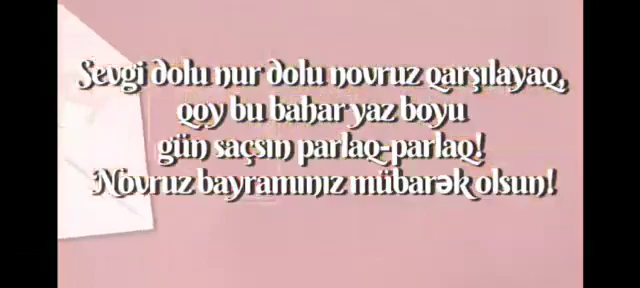 Sevgi dolu nur dolu novruz qarşılayaq,
qoy bu bahar yaz boyu
gün saçsın parlaq-parlaq!
Novruz bayramınız mübarək olsun!